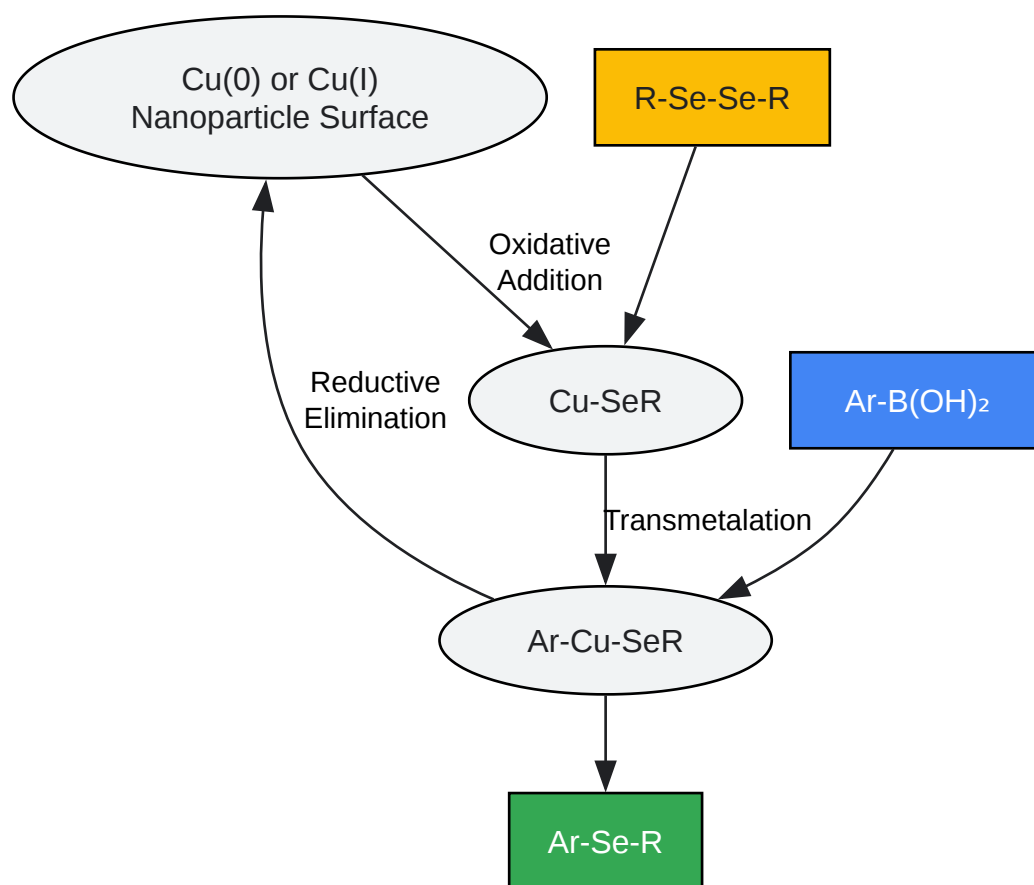 Cu(0) or Cu(I)
Nanoparticle Surface
R-Se-Se-R
Oxidative
Addition
Reductive
Elimination
Cu-SeR
Ar-B(OH)₂
Transmetalation
Ar-Cu-SeR
Ar-Se-R